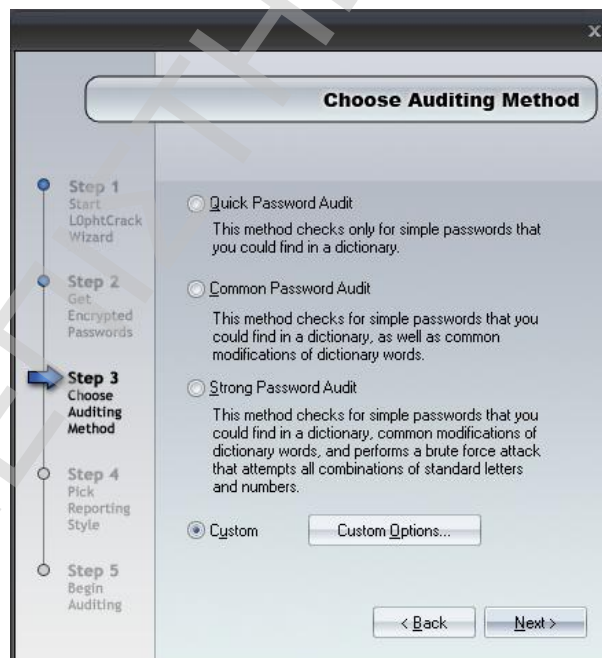 x
Choose Auditing Method
Step 1
Start
L0phtCrack
Wizard
Step 2
Get
Encrypted
Passwords
Step 3
Choose
Auditing
Method
Step 4
Pick
Reporting
Style
Step 5
Begin
Auditing
Quick Password Audit
This method checks only for simple passwords that
you could find in a dictionary.
Common Password Audit
This method checks for simple passwords that you
could find in a dictionary, as well as common
modifications of dictionary words.
Strong Password Audit
This method checks for simple passwords that you
could find in a dictionary, common modifications of
dictionary words, and performs a brute force attack
that attempts all combinations of standard letters
and numbers.
Custom
Custom Options...
< Back
Next >